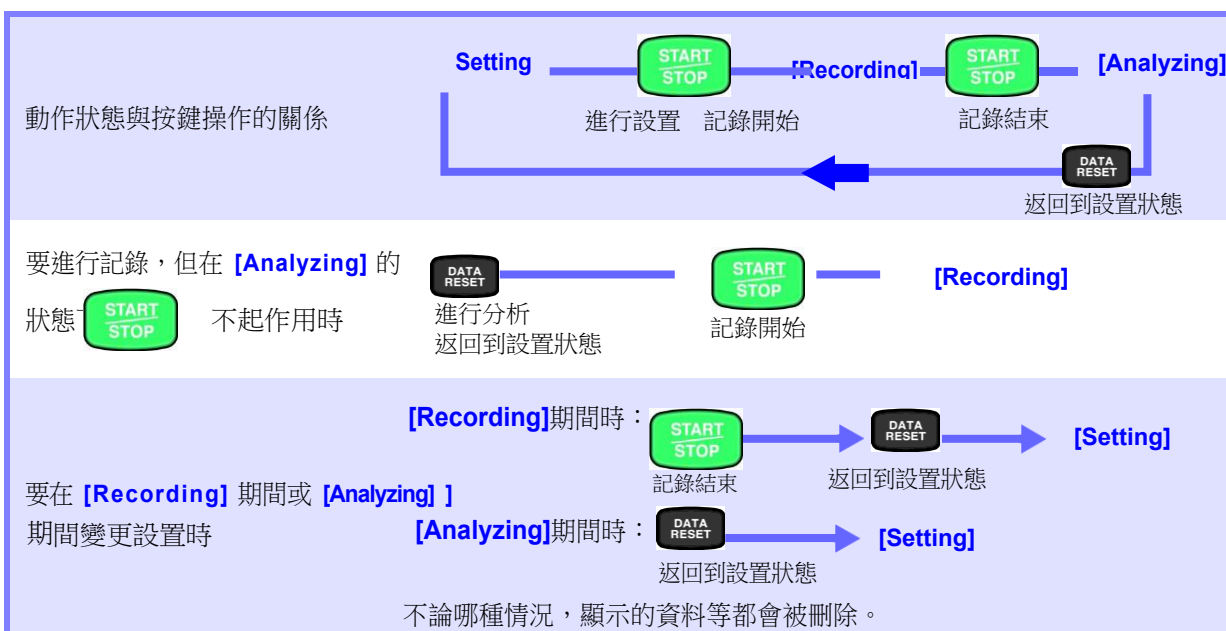 Setting START STOP [Recording] START STOP [Analyzing]
動作狀態與按鍵操作的關係
進行設置 記錄開始 記錄結束
DATA RESET
返回到設置狀態
要進行記錄，但在 [Analyzing] 的
狀態 START STOP 不起作用時
DATA RESET START STOP [Recording]
進行分析
返回到設置狀態
記錄開始
[Recording]期間時： START STOP DATA RESET [Setting]
記錄結束 返回到設置狀態
要在 [Recording] 期間或 [Analyzing] ]
期間變更設置時
[Analyzing]期間時： DATA RESET [Setting]
返回到設置狀態
不論哪種情況，顯示的資料等都會被刪除。